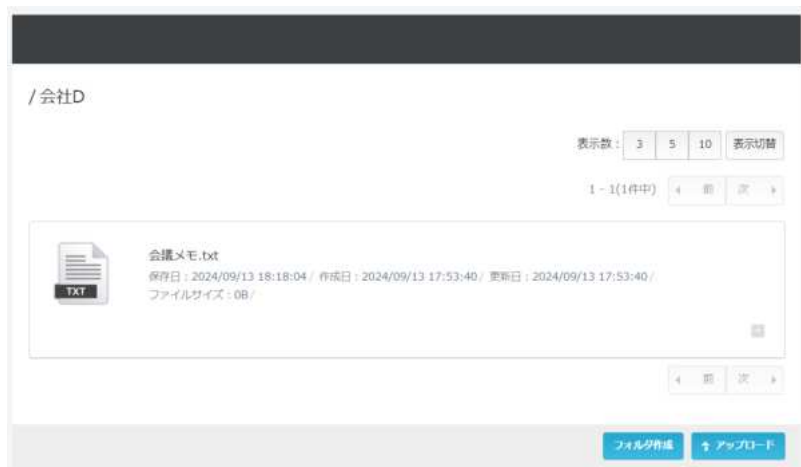 / 会社D
表示数： 3 5 10 表示切替
1 - 1(1件中) 前 次
会議メモ.txt
保存日：2024/09/13 18:18:04 / 作成日：2024/09/13 17:53:40 / 更新日：2024/09/13 17:53:40 /
ファイルサイズ：0B /
TXT
前 次
フォルダ作成 アップロード